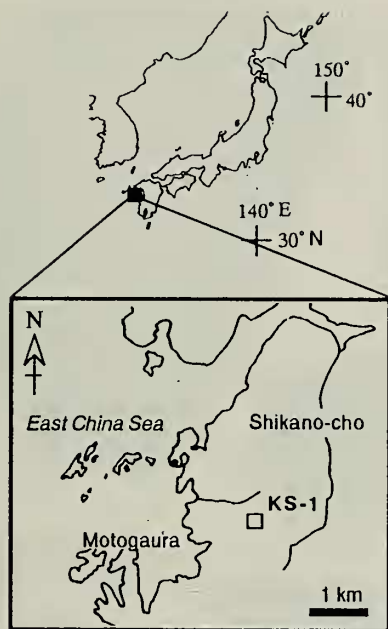 150°
40°
140° E
30° N
N
East China Sea
Shikano-cho
KS-1
Motogaura
1 km